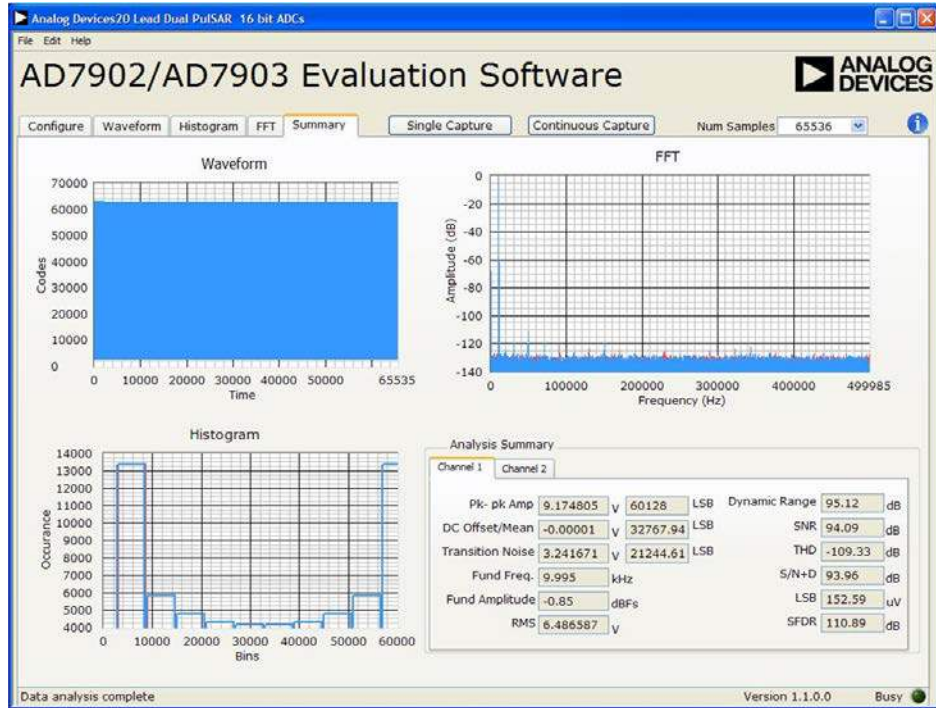 Analog Devices20 Lead Dual PulSAR 16 bit ADCs
File Edit Help
AD7902/AD7903 Evaluation Software
ANALOG
DEVICES
Configure Waveform Histogram FFT Summary Single Capture Continuous Capture Num Samples 65536 i
Waveform
70000
60000
50000
40000
30000
20000
10000
0
Codes
0 10000 20000 30000 40000 50000 65535
Time
FFT
0
-20
-40
-60
-80
-100
-120
-140
Amplitude (dB)
0 100000 200000 300000 400000 499985
Frequency (Hz)
Histogram
14000
13000
12000
11000
10000
9000
8000
7000
6000
5000
4000
Occurance
0 10000 20000 30000 40000 50000 60000
Bins
Analysis Summary
Channel 1 Channel 2
Pk- pk Amp 9.174805 V 60128 LSB Dynamic Range 95.12 dB
DC Offset/Mean -0.00001 V 32767.94 LSB SNR 94.09 dB
Transition Noise 3.241671 V 21244.61 LSB THD -109.33 dB
Fund Freq. 9.995 kHz S/N+D 93.96 dB
Fund Amplitude -0.85 dBFs LSB 152.59 uV
RMS 6.486587 V SFDR 110.89 dB
Data analysis complete Version 1.1.0.0 Busy